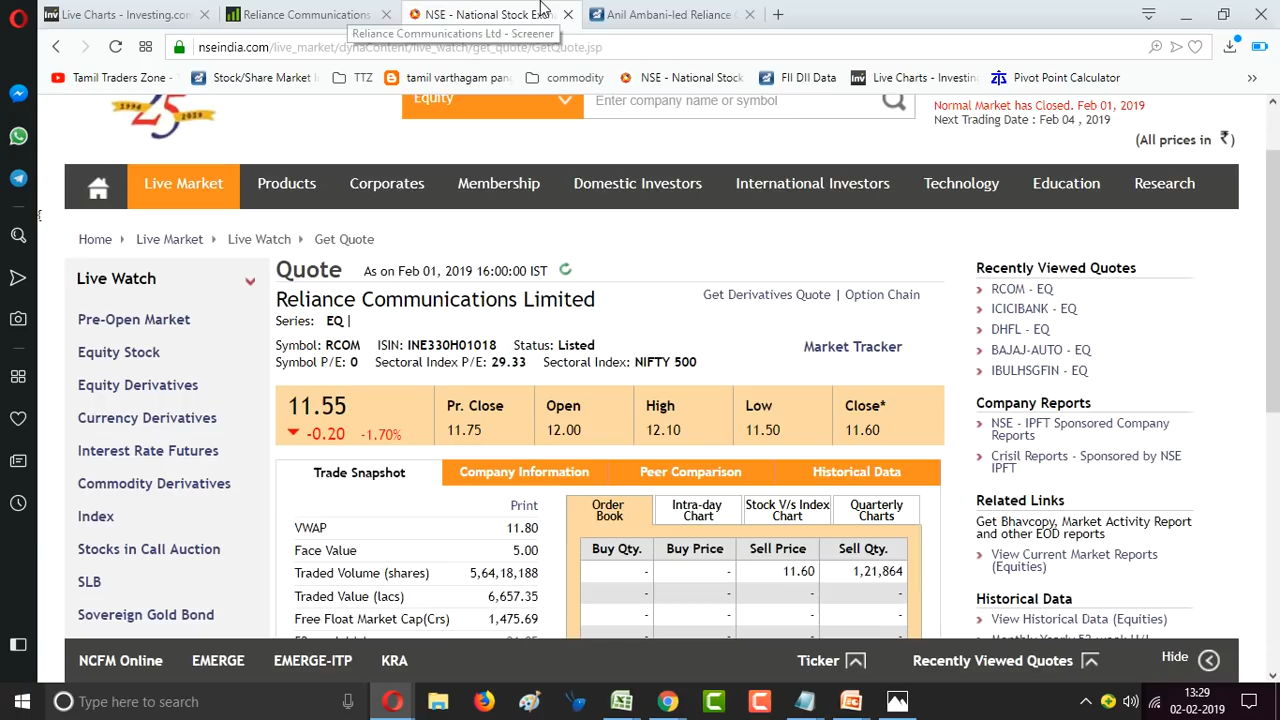 Live Charts - Investing.com
Reliance Communications
NSE - National Stock Exch
Anil Ambani-led Reliance C
Reliance Communications Ltd - Screener
nseindia.com/live_market/dynaContent/live_watch/get_quote/GetQuote.jsp
Tamil Traders Zone -
Stock/Share Market In
TTZ
tamil varthagam pan
commodity
NSE - National Stock
FII DII Data
Live Charts - Investin
Pivot Point Calculator
Equity
Enter company name or symbol
Normal Market has Closed. Feb 01, 2019
Next Trading Date : Feb 04 , 2019
(All prices in ₹)
Live Market
Products
Corporates
Membership
Domestic Investors
International Investors
Technology
Education
Research
Home
Live Market
Live Watch
Get Quote
Live Watch
Pre-Open Market
Equity Stock
Equity Derivatives
Currency Derivatives
Interest Rate Futures
Commodity Derivatives
Index
Stocks in Call Auction
SLB
Sovereign Gold Bond
Quote As on Feb 01, 2019 16:00:00 IST
Reliance Communications Limited
Get Derivatives Quote | Option Chain
Series: EQ |
Symbol: RCOM ISIN: INE330H01018 Status: Listed
Symbol P/E: 0 Sectoral Index P/E: 29.33 Sectoral Index: NIFTY 500
Market Tracker
11.55
-0.20 -1.70%
Pr. Close Open High Low Close*
11.75 12.00 12.10 11.50 11.60
Trade Snapshot
Company Information
Peer Comparison
Historical Data
Print
VWAP 11.80
Face Value 5.00
Traded Volume (shares) 5,64,18,188
Traded Value (lacs) 6,657.35
Free Float Market Cap(Crs) 1,475.69
Order Book
Intra-day Chart
Stock V/s Index Chart
Quarterly Charts
Buy Qty. Buy Price Sell Price Sell Qty.
- - 11.60 1,21,864
- - - -
- - - -
Recently Viewed Quotes
RCOM - EQ
ICICIBANK - EQ
DHFL - EQ
BAJAJ-AUTO - EQ
IBULHSGFIN - EQ
Company Reports
NSE - IPFT Sponsored Company
Reports
Crisil Reports - Sponsored by NSE
IPFT
Related Links
Get Bhavcopy, Market Activity Report
and other EOD reports
View Current Market Reports
(Equities)
Historical Data
View Historical Data (Equities)
NCFM Online
EMERGE
EMERGE-ITP
KRA
Ticker
Recently Viewed Quotes
Hide
Type here to search
13:29
02-02-2019